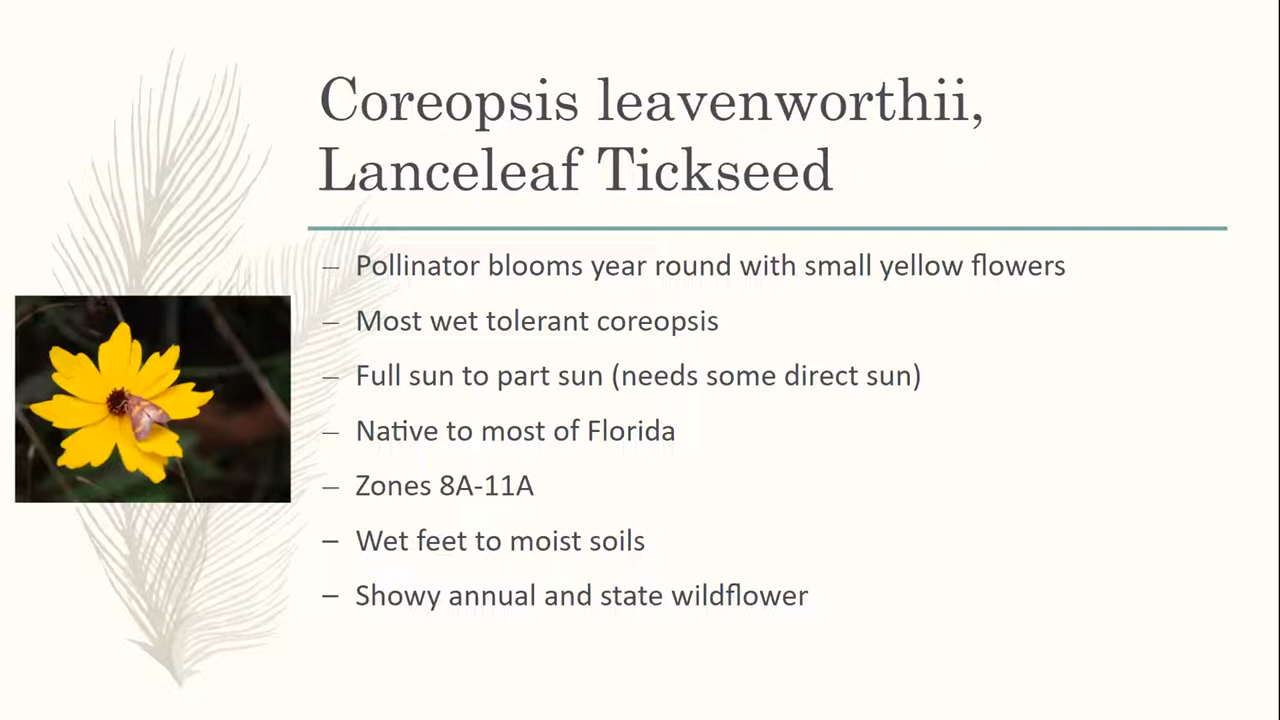 Coreopsis leavenworthii,
Lanceleaf Tickseed
– Pollinator blooms year round with small yellow flowers
– Most wet tolerant coreopsis
– Full sun to part sun (needs some direct sun)
– Native to most of Florida
– Zones 8A-11A
– Wet feet to moist soils
– Showy annual and state wildflower